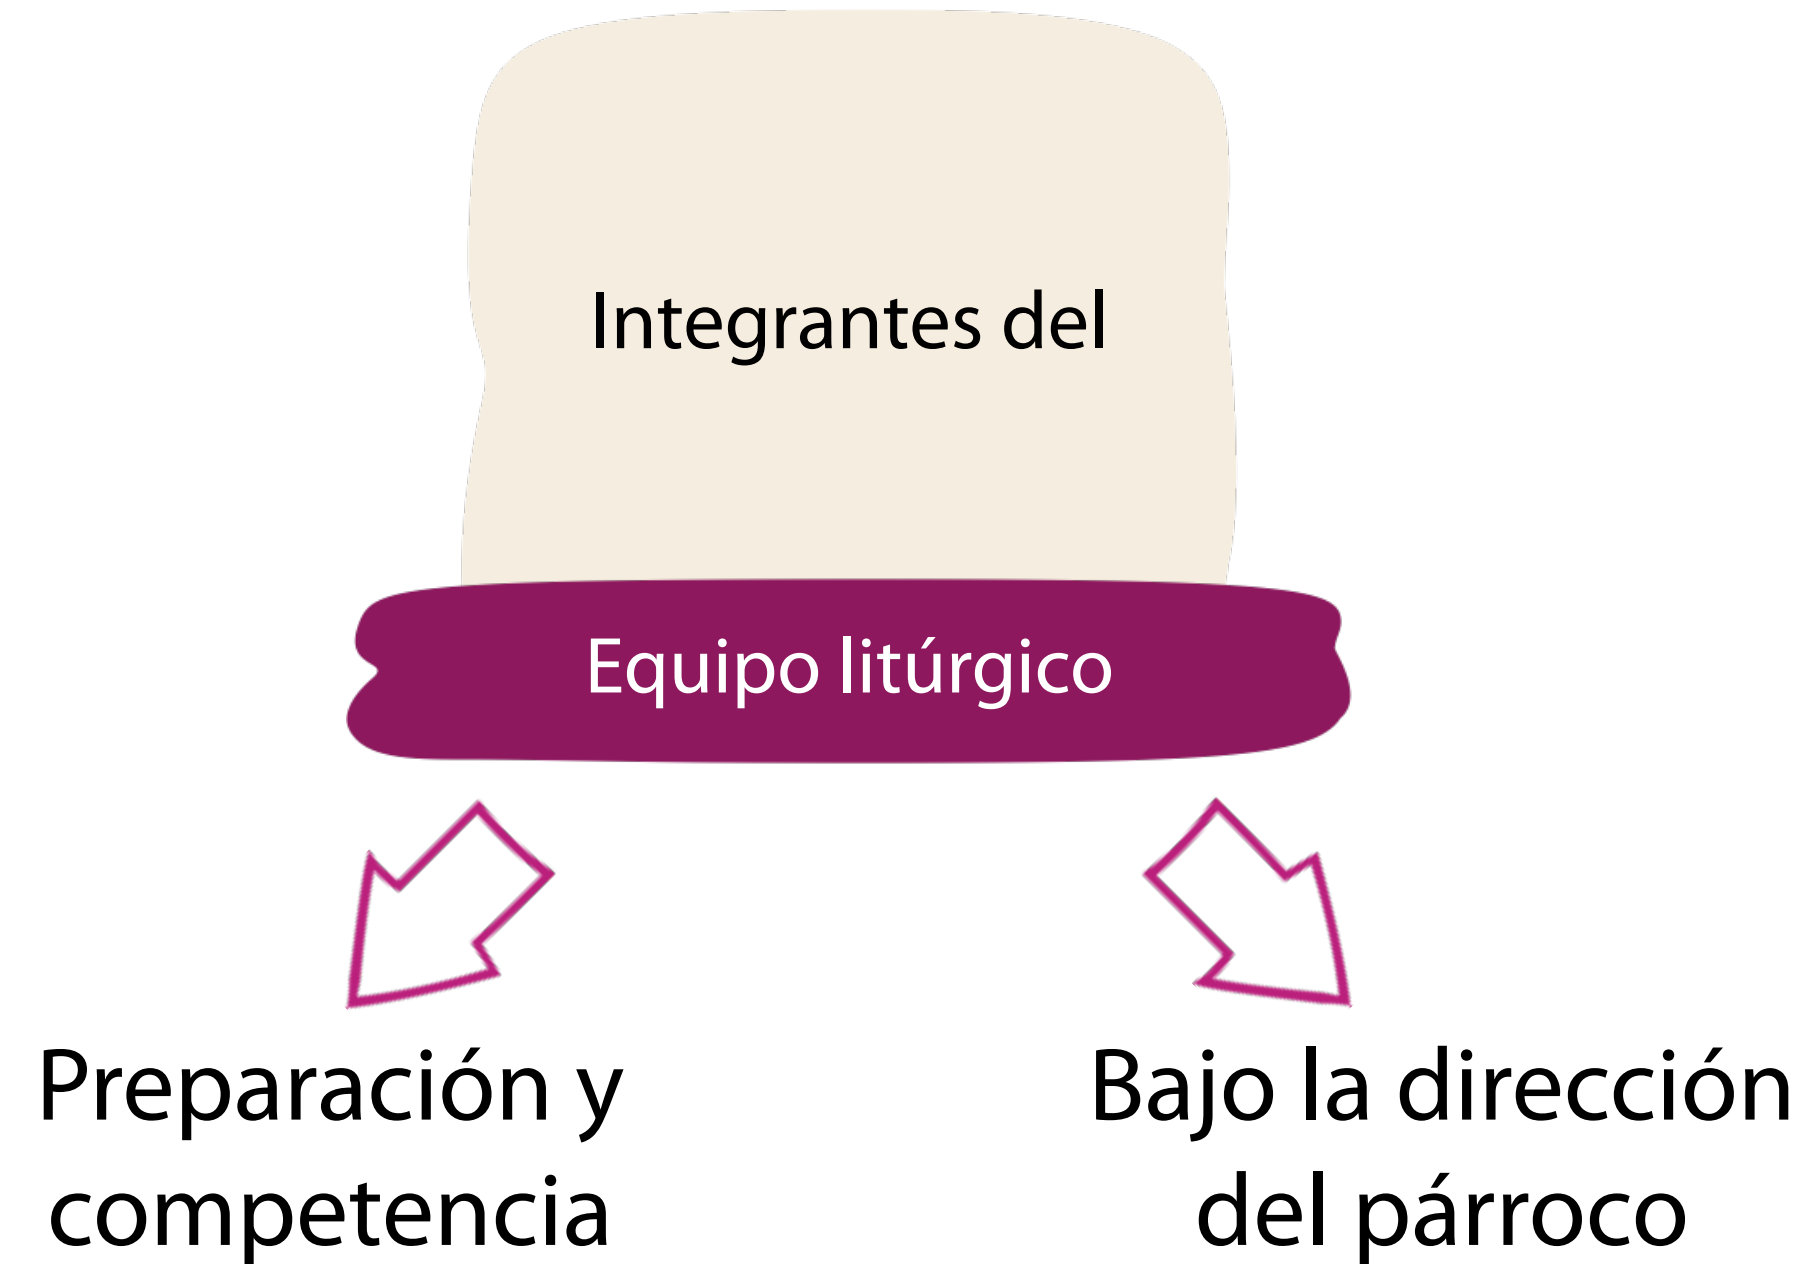 Integrantes del
Equipo litúrgico
Preparación y
competencia
Bajo la dirección
del párroco